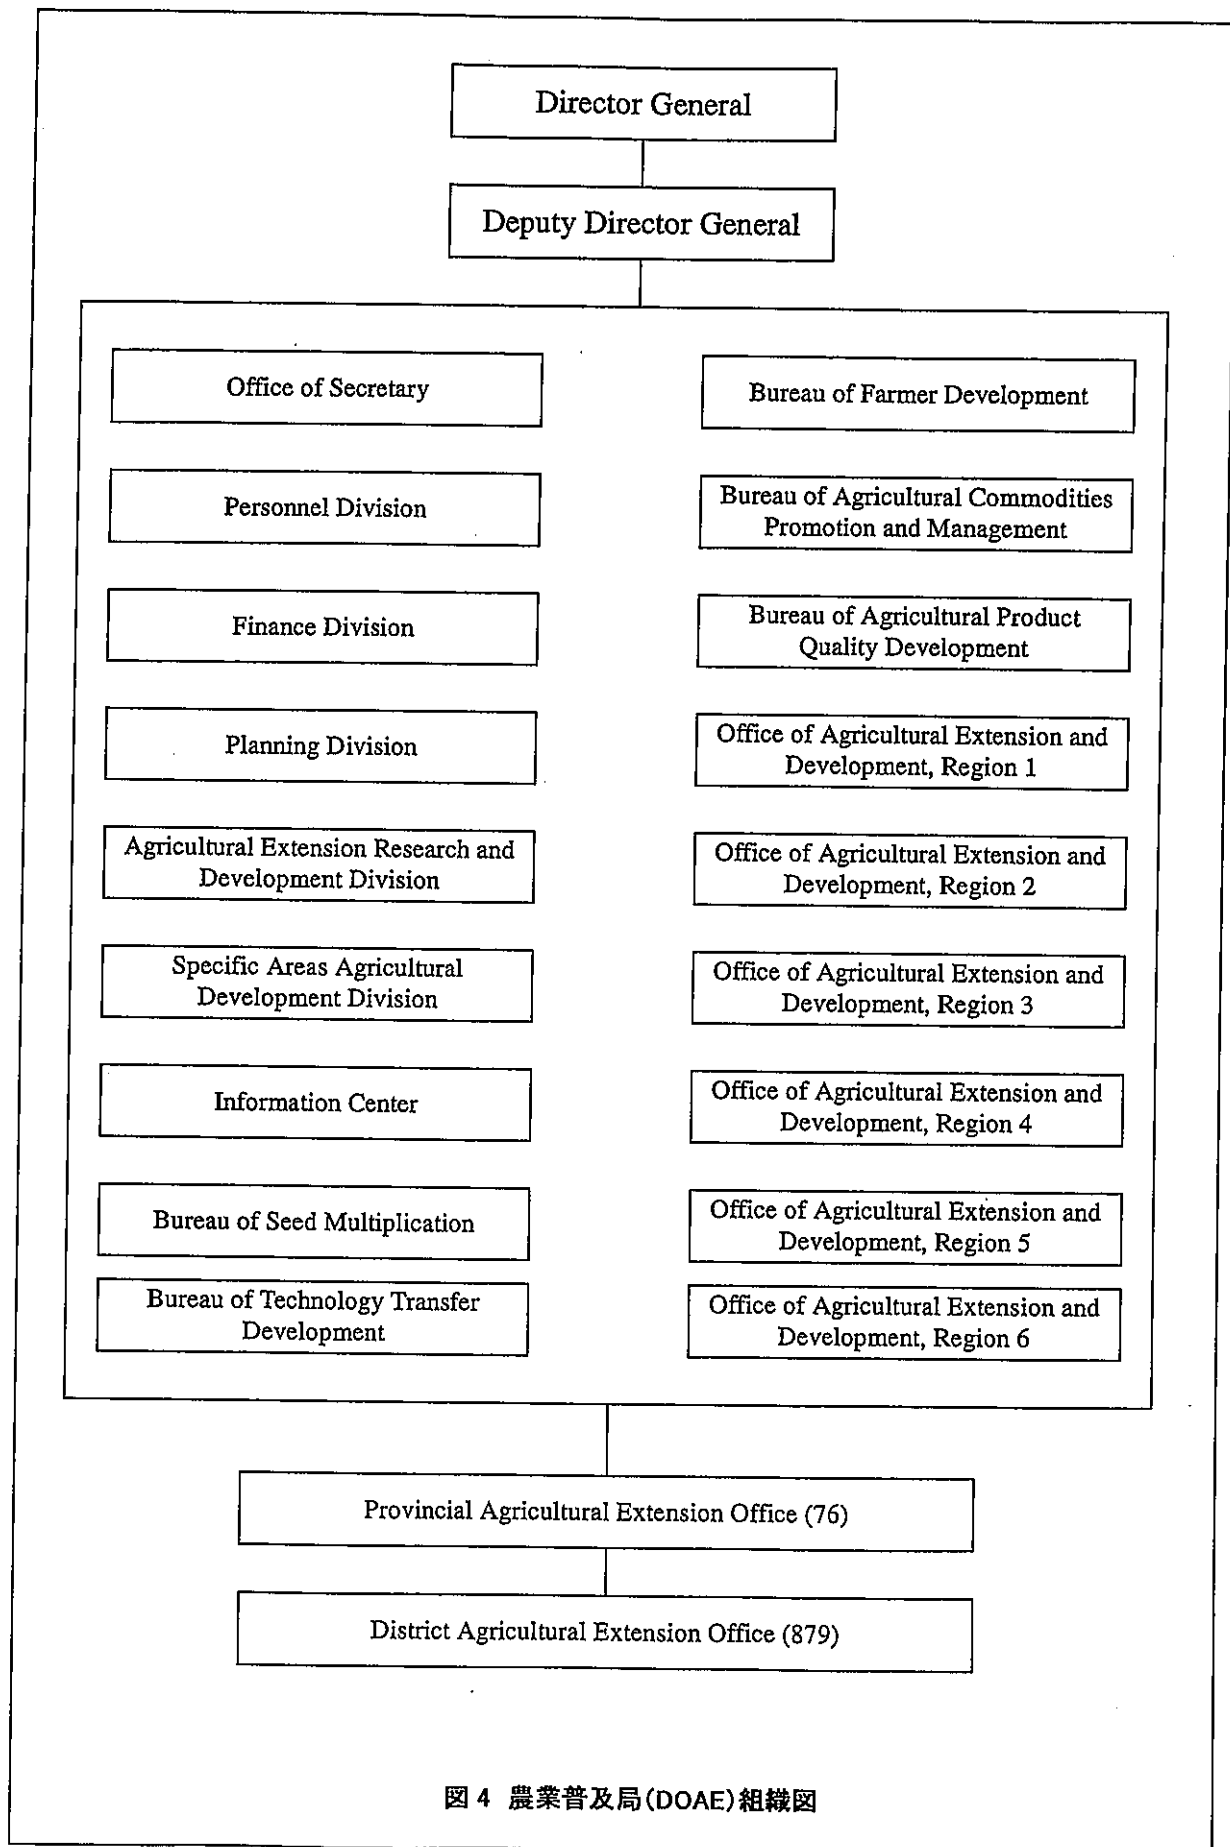 Director General
Deputy Director General
Office of Secretary
Personnel Division
Finance Division
Planning Division
Agricultural Extension Research and
Development Division
Specific Areas Agricultural
Development Division
Information Center
Bureau of Seed Multiplication
Bureau of Technology Transfer
Development
Bureau of Farmer Development
Bureau of Agricultural Commodities
Promotion and Management
Bureau of Agricultural Product
Quality Development
Office of Agricultural Extension and
Development, Region 1
Office of Agricultural Extension and
Development, Region 2
Office of Agricultural Extension and
Development, Region 3
Office of Agricultural Extension and
Development, Region 4
Office of Agricultural Extension and
Development, Region 5
Office of Agricultural Extension and
Development, Region 6
Provincial Agricultural Extension Office (76)
District Agricultural Extension Office (879)
図 4 農業普及局(DOAE)組織図